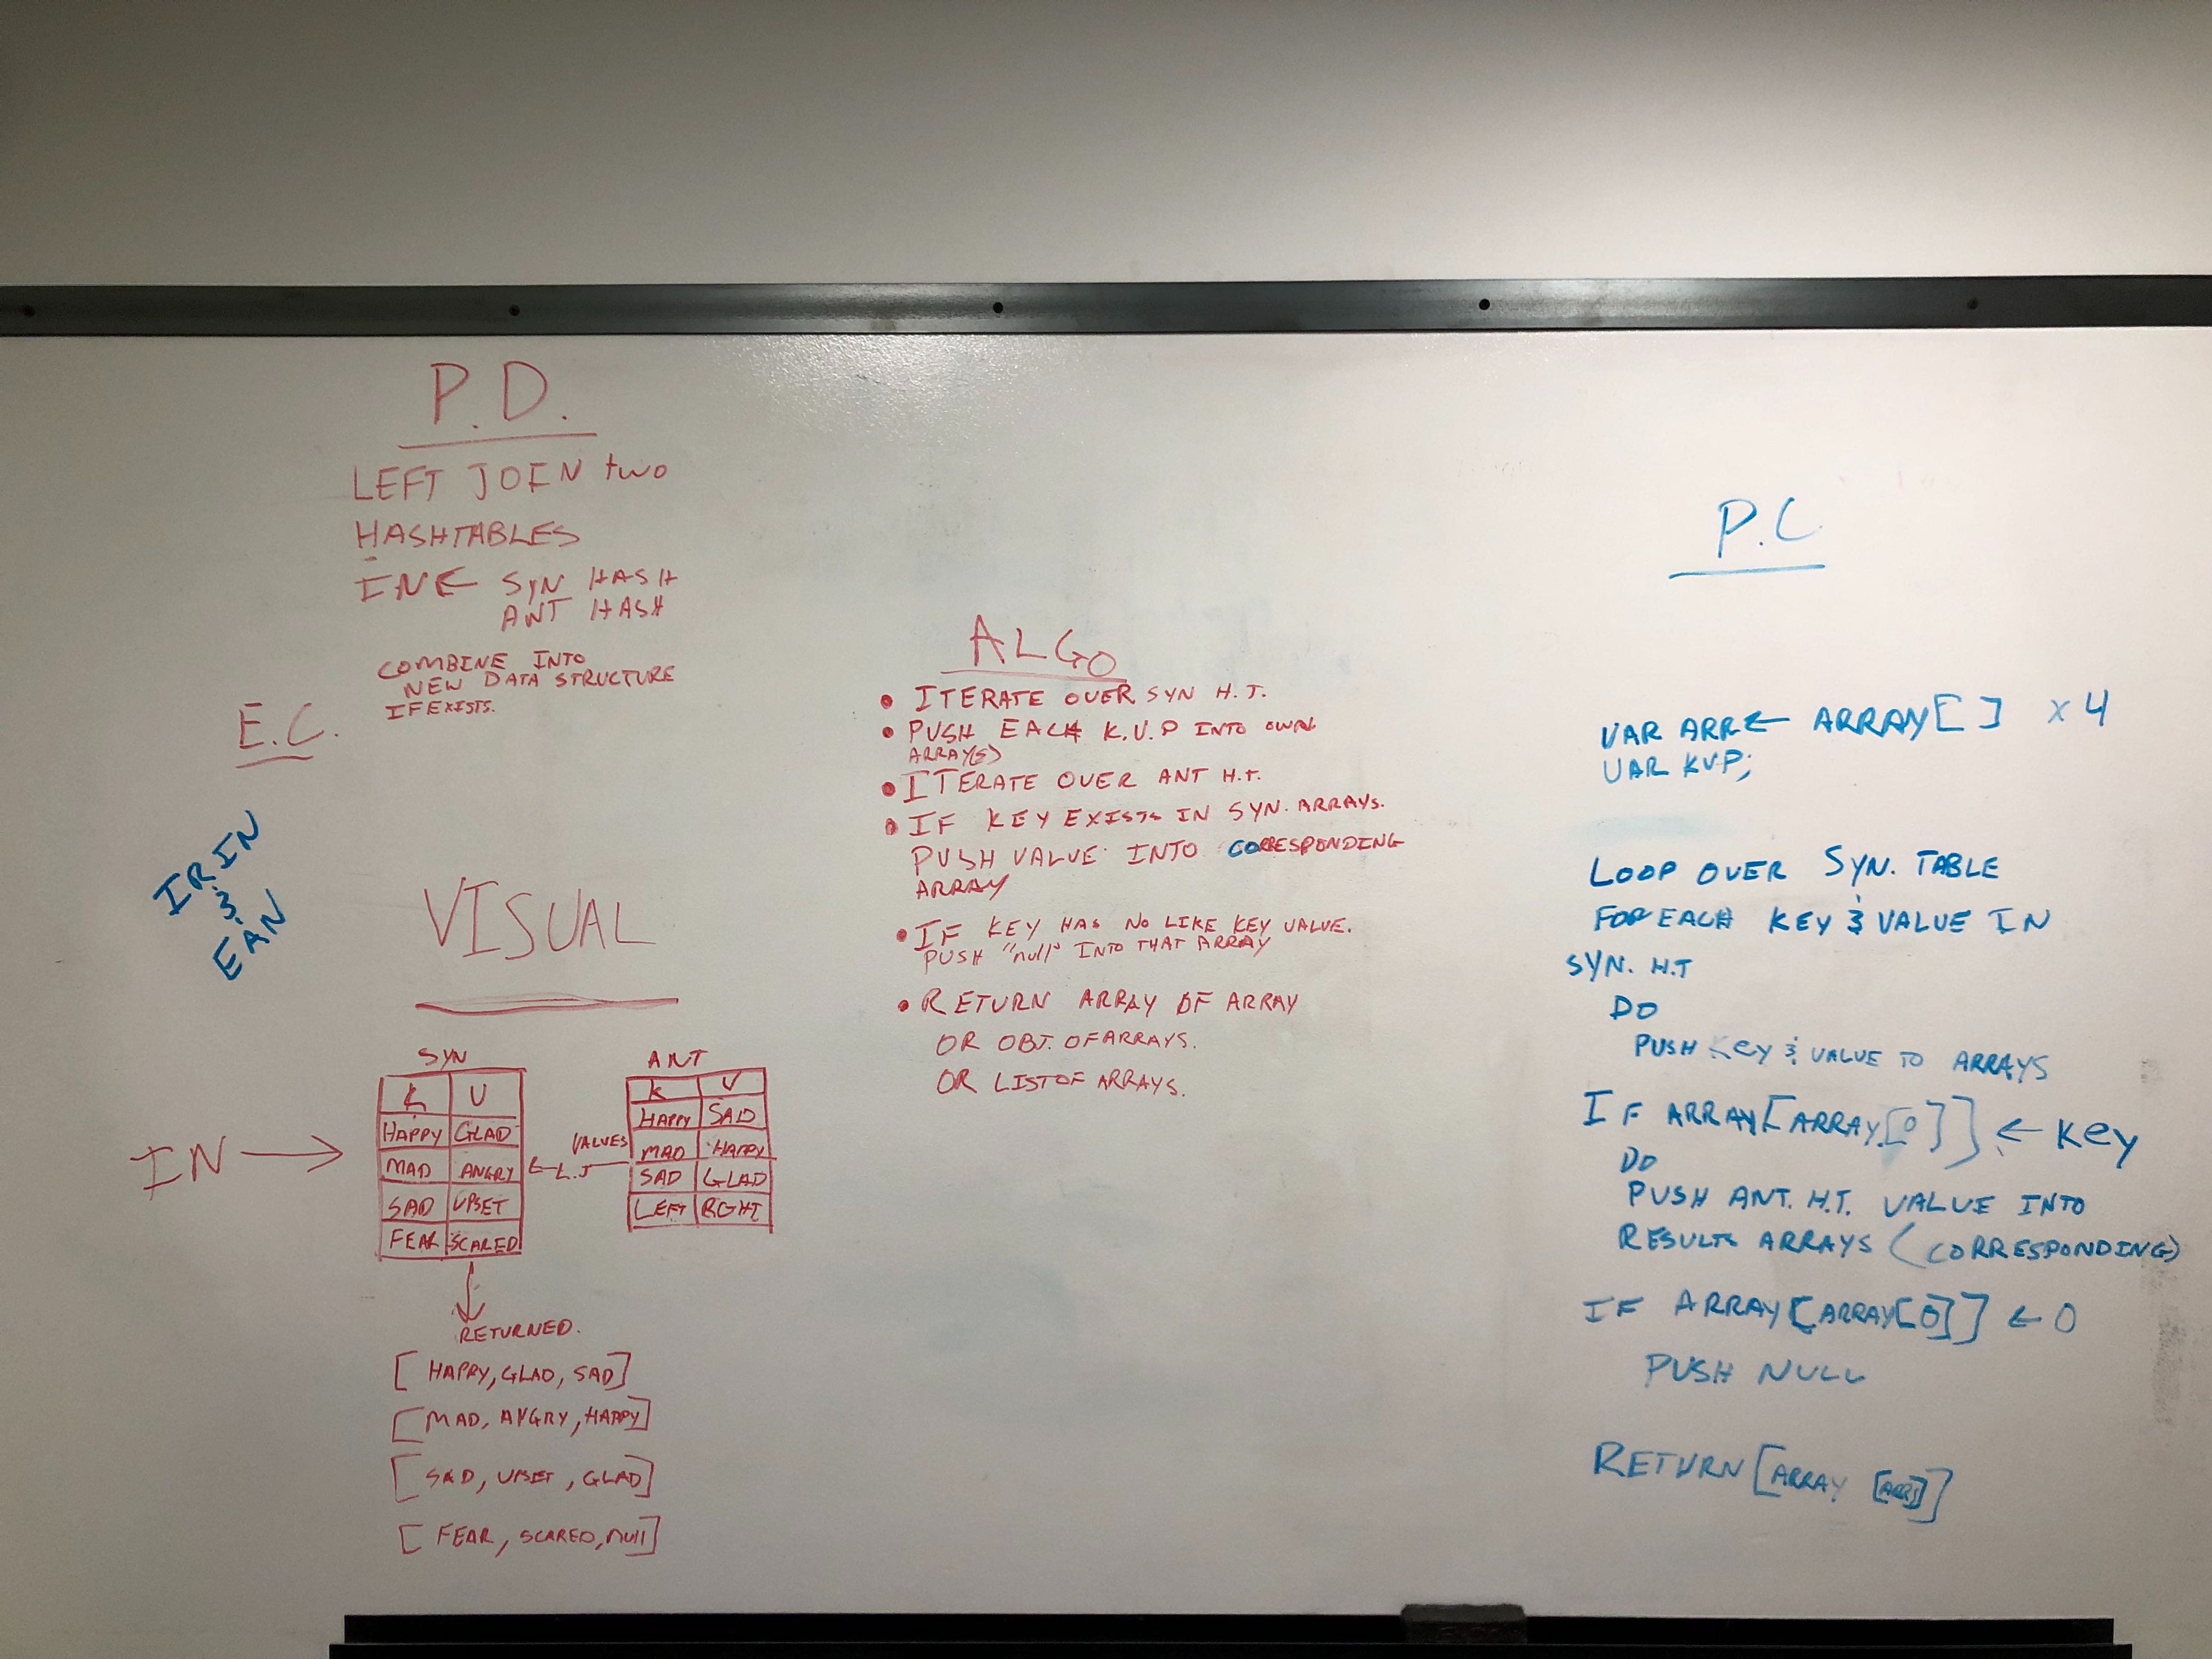 P.D.
LEFT JOIN two
HASHTABLES
IN ← SYN HASH
ANT HASH
COMBINE INTO
NEW DATA STRUCTURE
IF EXISTS.
E.C.
IRIN
&
EAN
VISUAL
SYN
K V
HAPPY GLAD
MAD ANGRY
SAD UPSET
FEAR SCARED
IN →
VALUES
← L.J
ANT
K V
HAPPY SAD
MAD HAPPY
SAD GLAD
LEFT RGHT
RETURNED.
[ HAPPY, GLAD, SAD]
[ MAD, ANGRY, HAPPY]
[ SAD, UPSET, GLAD]
[ FEAR, SCARED, null]
ALGO
• ITERATE OVER SYN H.T.
• PUSH EACH K.V.P INTO OWN
ARRAY(S)
• ITERATE OVER ANT H.T.
• IF KEY EXISTS IN SYN. ARRAYS.
PUSH VALUE INTO CORRESPONDING
ARRAY
• IF KEY HAS NO LIKE KEY VALUE.
PUSH "null" INTO THAT ARRAY
• RETURN ARRAY OF ARRAY
OR OBJ. OF ARRAYS.
OR LIST OF ARRAYS.
P.C
VAR ARR ← ARRAY[ ] x 4
VAR KVP;
LOOP OVER SYN. TABLE
FOR EACH KEY & VALUE IN
SYN. H.T
DO
PUSH KEY & VALUE TO ARRAYS
IF ARRAY[ARRAY[0]] ← KEY
DO
PUSH ANT. H.T. VALUE INTO
RESULTS ARRAYS (CORRESPONDING)
IF ARRAY[ARRAY[0]] ← 0
PUSH NULL
RETURN [ARRAY [ARRS]]